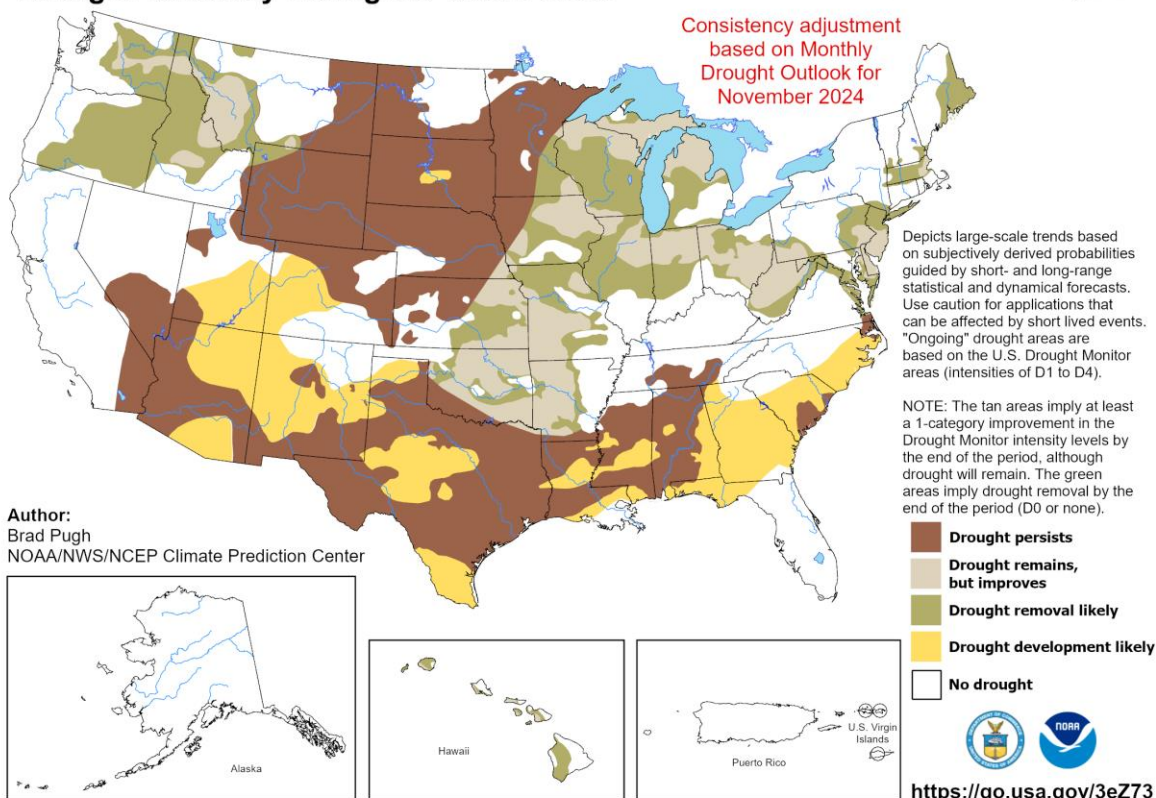 Consistency adjustment
based on Monthly
Drought Outlook for
November 2024
Depicts large-scale trends based
on subjectively derived probabilities
guided by short- and long-range
statistical and dynamical forecasts.
Use caution for applications that
can be affected by short lived events.
"Ongoing" drought areas are
based on the U.S. Drought Monitor
areas (intensities of D1 to D4).
NOTE: The tan areas imply at least
a 1-category improvement in the
Drought Monitor intensity levels by
the end of the period, although
drought will remain. The green
areas imply drought removal by the
end of the period (D0 or none).
Author:
Brad Pugh
NOAA/NWS/NCEP Climate Prediction Center
Drought persists
Drought remains,
but improves
Drought removal likely
Drought development likely
No drought
Alaska
Hawaii
Puerto Rico
U.S. Virgin
Islands
NOAA
https://go.usa.gov/3eZ73